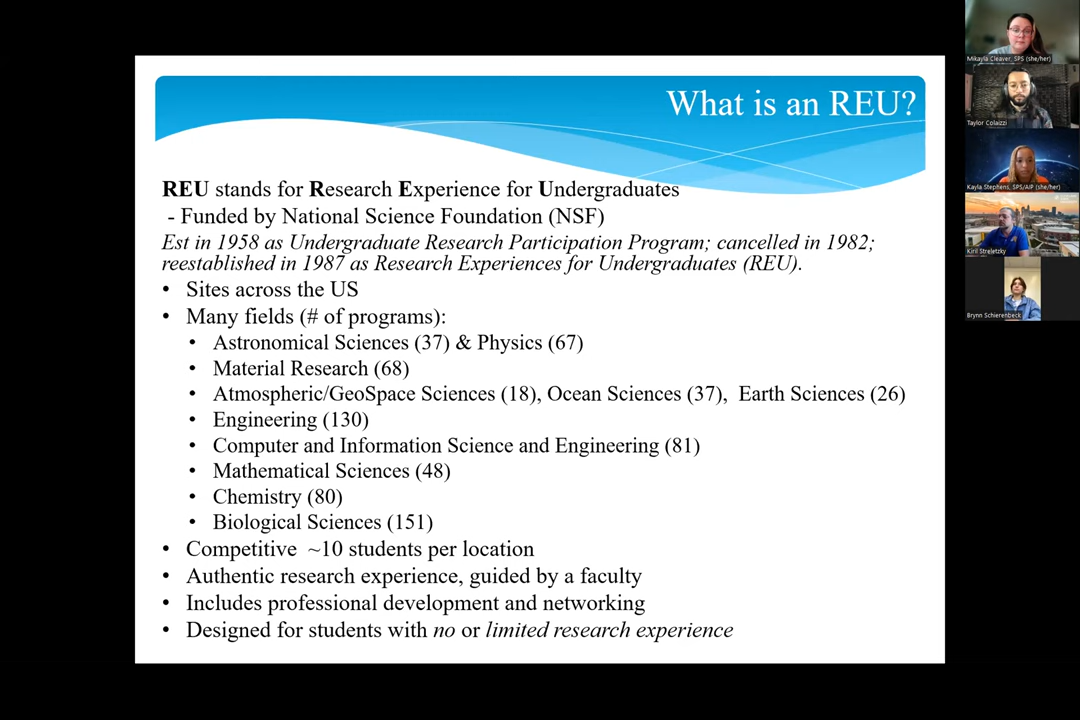 What is an REU?
REU stands for Research Experience for Undergraduates
- Funded by National Science Foundation (NSF)
Est in 1958 as Undergraduate Research Participation Program; cancelled in 1982;
reestablished in 1987 as Research Experiences for Undergraduates (REU).
• Sites across the US
• Many fields (# of programs):
• Astronomical Sciences (37) & Physics (67)
• Material Research (68)
• Atmospheric/GeoSpace Sciences (18), Ocean Sciences (37), Earth Sciences (26)
• Engineering (130)
• Computer and Information Science and Engineering (81)
• Mathematical Sciences (48)
• Chemistry (80)
• Biological Sciences (151)
• Competitive ~10 students per location
• Authentic research experience, guided by a faculty
• Includes professional development and networking
• Designed for students with no or limited research experience
Mikayla Cleaver, SPS (she/her)
Taylor Colaizzi
Kayla Stephens, SPS/AIP (she/her)
Kiril Streletzky
Brynn Schierenbeck